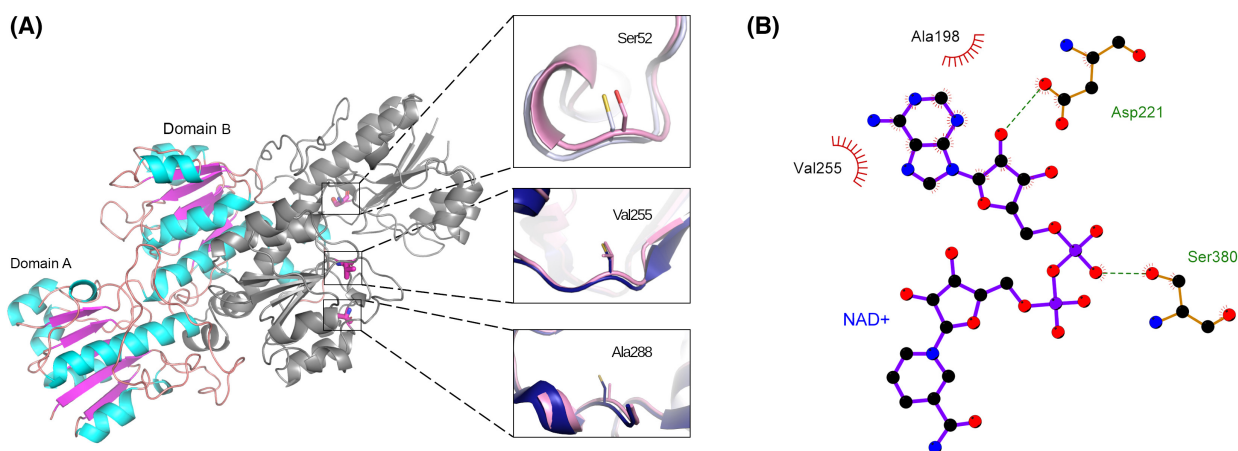 (A)
Domain B
Domain A
Ser52
Val255
Ala288
(B)
Ala198
Asp221
Val255
Ser380
NAD+